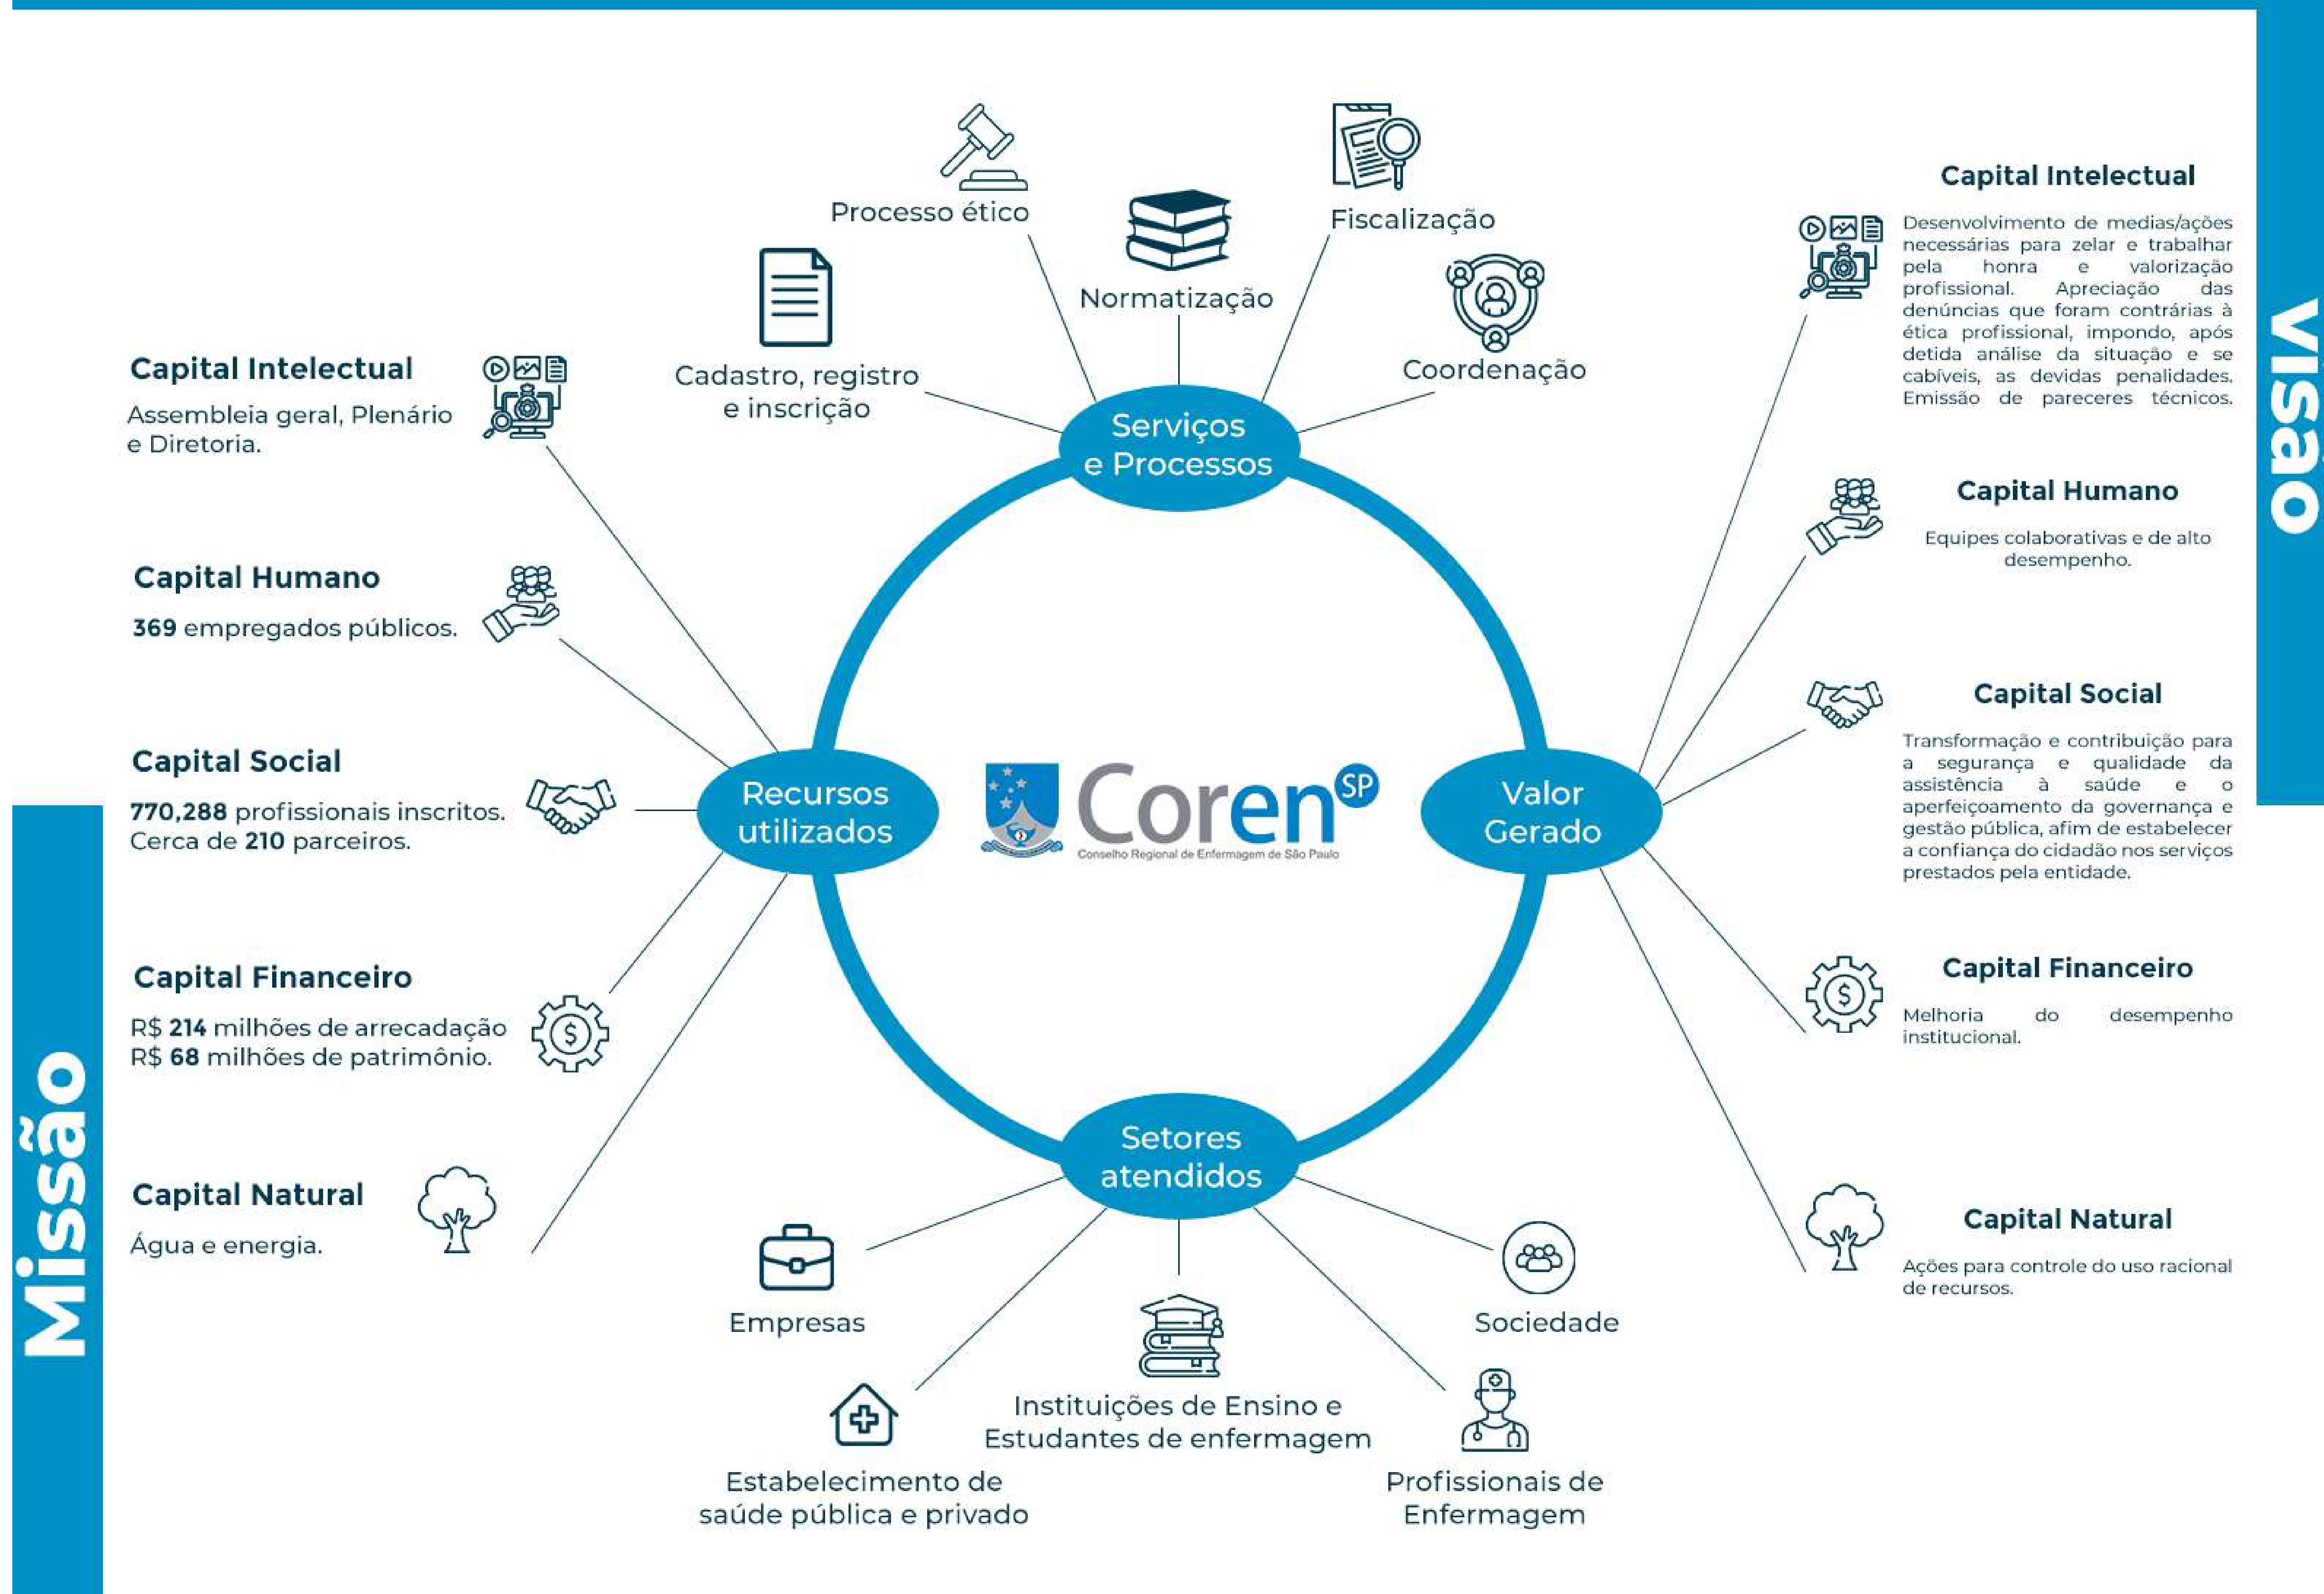 Missão
Capital Intelectual
Assembleia geral, Plenário
e Diretoria.
Capital Humano
369 empregados públicos.
Capital Social
770,288 profissionais inscritos.
Cerca de 210 parceiros.
Capital Financeiro
R$ 214 milhões de arrecadação
R$ 68 milhões de patrimônio.
Capital Natural
Água e energia.
Recursos
utilizados
Cadastro, registro
e inscrição
Processo ético
Normatização
Fiscalização
Coordenação
Serviços
e Processos
Coren SP
Conselho Regional de Enfermagem de São Paulo
Setores
atendidos
Empresas
Estabelecimento de
saúde pública e privado
Instituições de Ensino e
Estudantes de enfermagem
Profissionais de
Enfermagem
Sociedade
Valor
Gerado
Capital Intelectual
Desenvolvimento de medias/ações
necessárias para zelar e trabalhar
pela honra e valorização
profissional. Apreciação das
denúncias que foram contrárias à
ética profissional, impondo, após
detida análise da situação e se
cabíveis, as devidas penalidades.
Emissão de pareceres técnicos.
Capital Humano
Equipes colaborativas e de alto
desempenho.
Capital Social
Transformação e contribuição para
a segurança e qualidade da
assistência à saúde e o
aperfeiçoamento da governança e
gestão pública, afim de estabelecer
a confiança do cidadão nos serviços
prestados pela entidade.
Capital Financeiro
Melhoria do desempenho
institucional.
Capital Natural
Ações para controle do uso racional
de recursos.
Visão